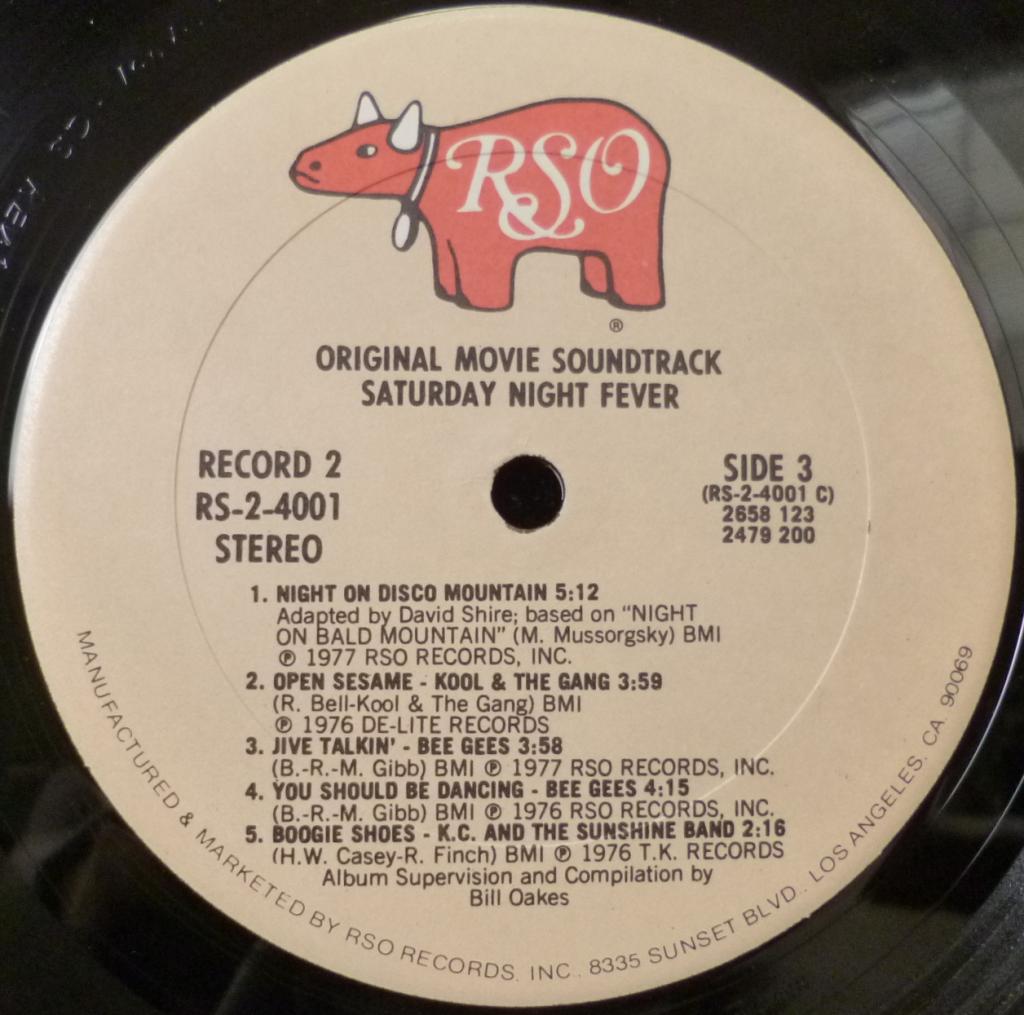 RSO
®
ORIGINAL MOVIE SOUNDTRACK
SATURDAY NIGHT FEVER
RECORD 2
RS-2-4001
STEREO
SIDE 3
(RS-2-4001 C)
2658 123
2479 200
1. NIGHT ON DISCO MOUNTAIN 5:12
Adapted by David Shire; based on "NIGHT
ON BALD MOUNTAIN" (M. Mussorgsky) BMI
℗ 1977 RSO RECORDS, INC.
2. OPEN SESAME - KOOL & THE GANG 3:59
(R. Bell-Kool & The Gang) BMI
℗ 1976 DE-LITE RECORDS
3. JIVE TALKIN' - BEE GEES 3:58
(B.-R.-M. Gibb) BMI ℗ 1977 RSO RECORDS, INC.
4. YOU SHOULD BE DANCING - BEE GEES 4:15
(B.-R.-M. Gibb) BMI ℗ 1976 RSO RECORDS, INC.
5. BOOGIE SHOES - K.C. AND THE SUNSHINE BAND 2:16
(H.W. Casey-R. Finch) BMI ℗ 1976 T.K. RECORDS
Album Supervision and Compilation by
Bill Oakes
MANUFACTURED & MARKETED BY RSO RECORDS, INC., 8335 SUNSET BLVD., LOS ANGELES, CA. 90069